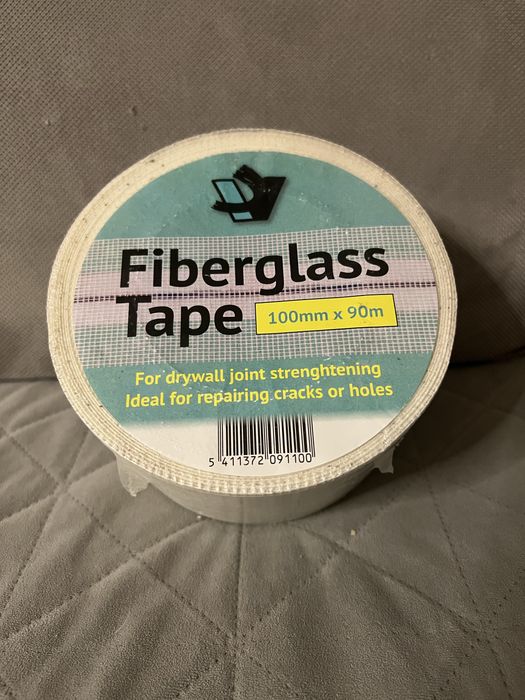 Fiberglass
Tape
100mm x 90m
For drywall joint strenghtening
Ideal for repairing cracks or holes
5 411372 091100